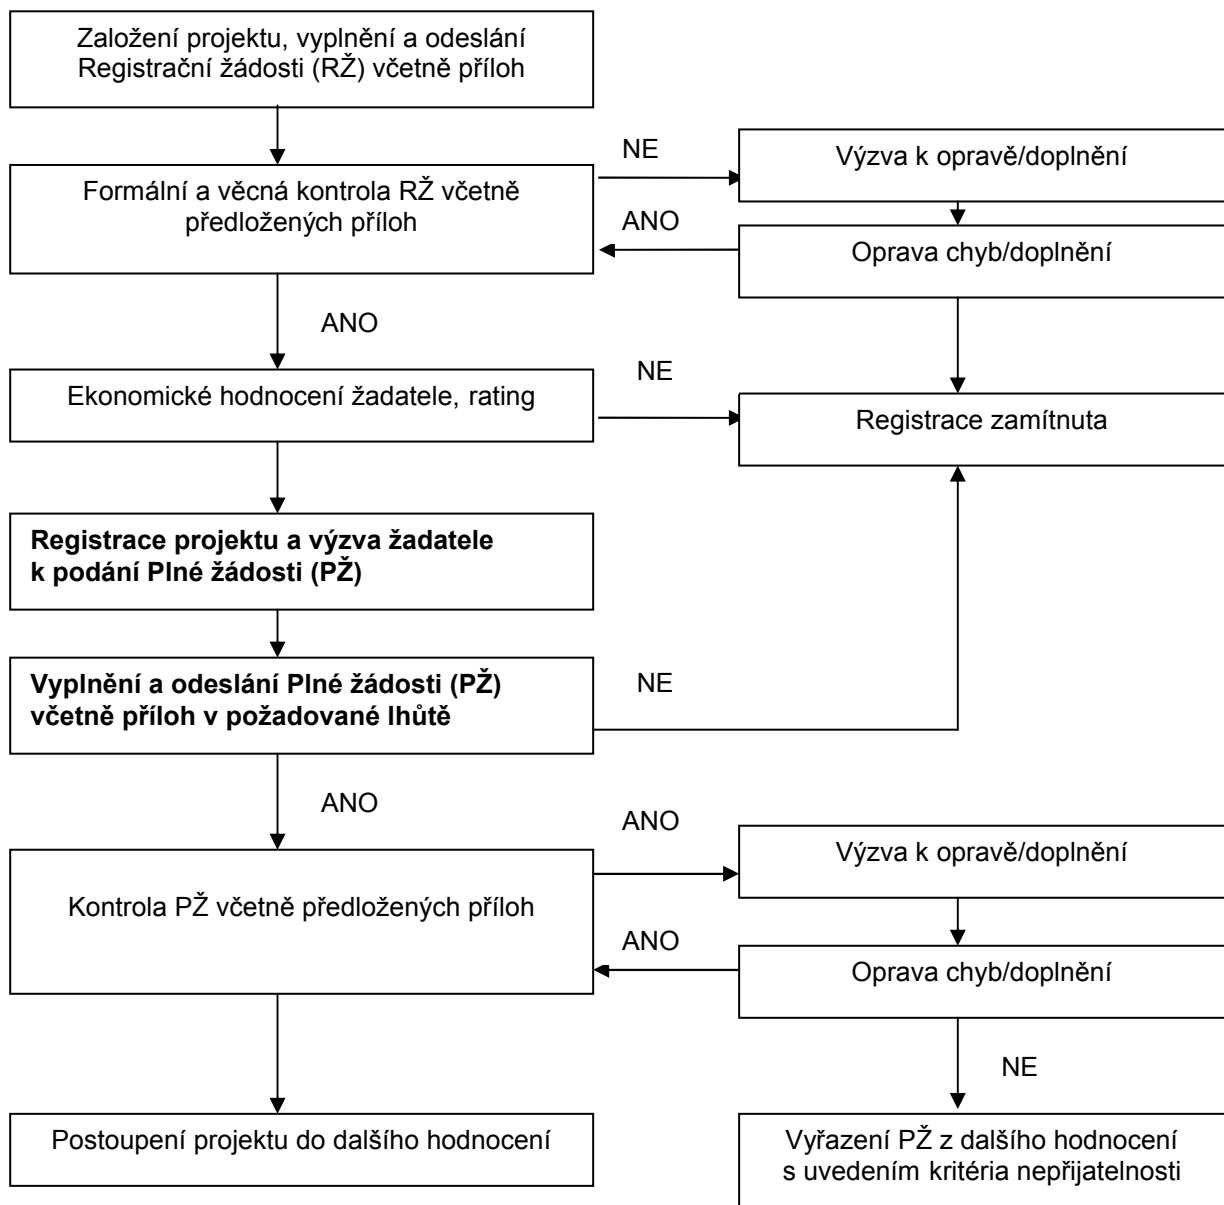 Založení projektu, vyplnění a odeslání
Registrační žádosti (RŽ) včetně příloh
NE
Výzva k opravě/doplnění
Formální a věcná kontrola RŽ včetně
předložených příloh
ANO
Oprava chyb/doplnění
ANO
NE
Ekonomické hodnocení žadatele, rating
Registrace zamítnuta
Registrace projektu a výzva žadatele
k podání Plné žádosti (PŽ)
Vyplnění a odeslání Plné žádosti (PŽ)
včetně příloh v požadované lhůtě
NE
ANO
ANO
Výzva k opravě/doplnění
Kontrola PŽ včetně předložených příloh
ANO
Oprava chyb/doplnění
NE
Postoupení projektu do dalšího hodnocení
Vyřazení PŽ z dalšího hodnocení
s uvedením kritéria nepřijatelnosti